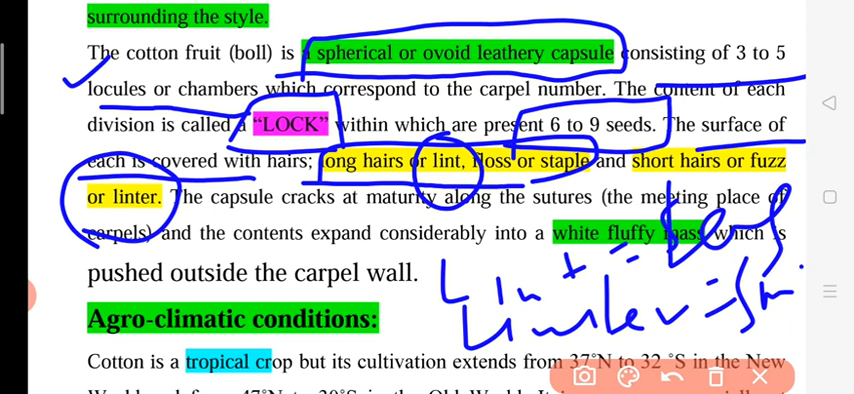 surrounding the style.
The cotton fruit (boll) is a spherical or ovoid leathery capsule consisting of 3 to 5
locules or chambers which correspond to the carpel number. The content of each
division is called a “LOCK” within which are present 6 to 9 seeds. The surface of
each is covered with hairs; long hairs or lint, floss or staple and short hairs or fuzz
or linter. The capsule cracks at maturity along the sutures (the meeting place of
carpels) and the contents expand considerably into a white fluffy mass which is
pushed outside the carpel wall.
Lint =
Linter =
Agro-climatic conditions:
Cotton is a tropical crop but its cultivation extends from 37°N to 32 °S in the New